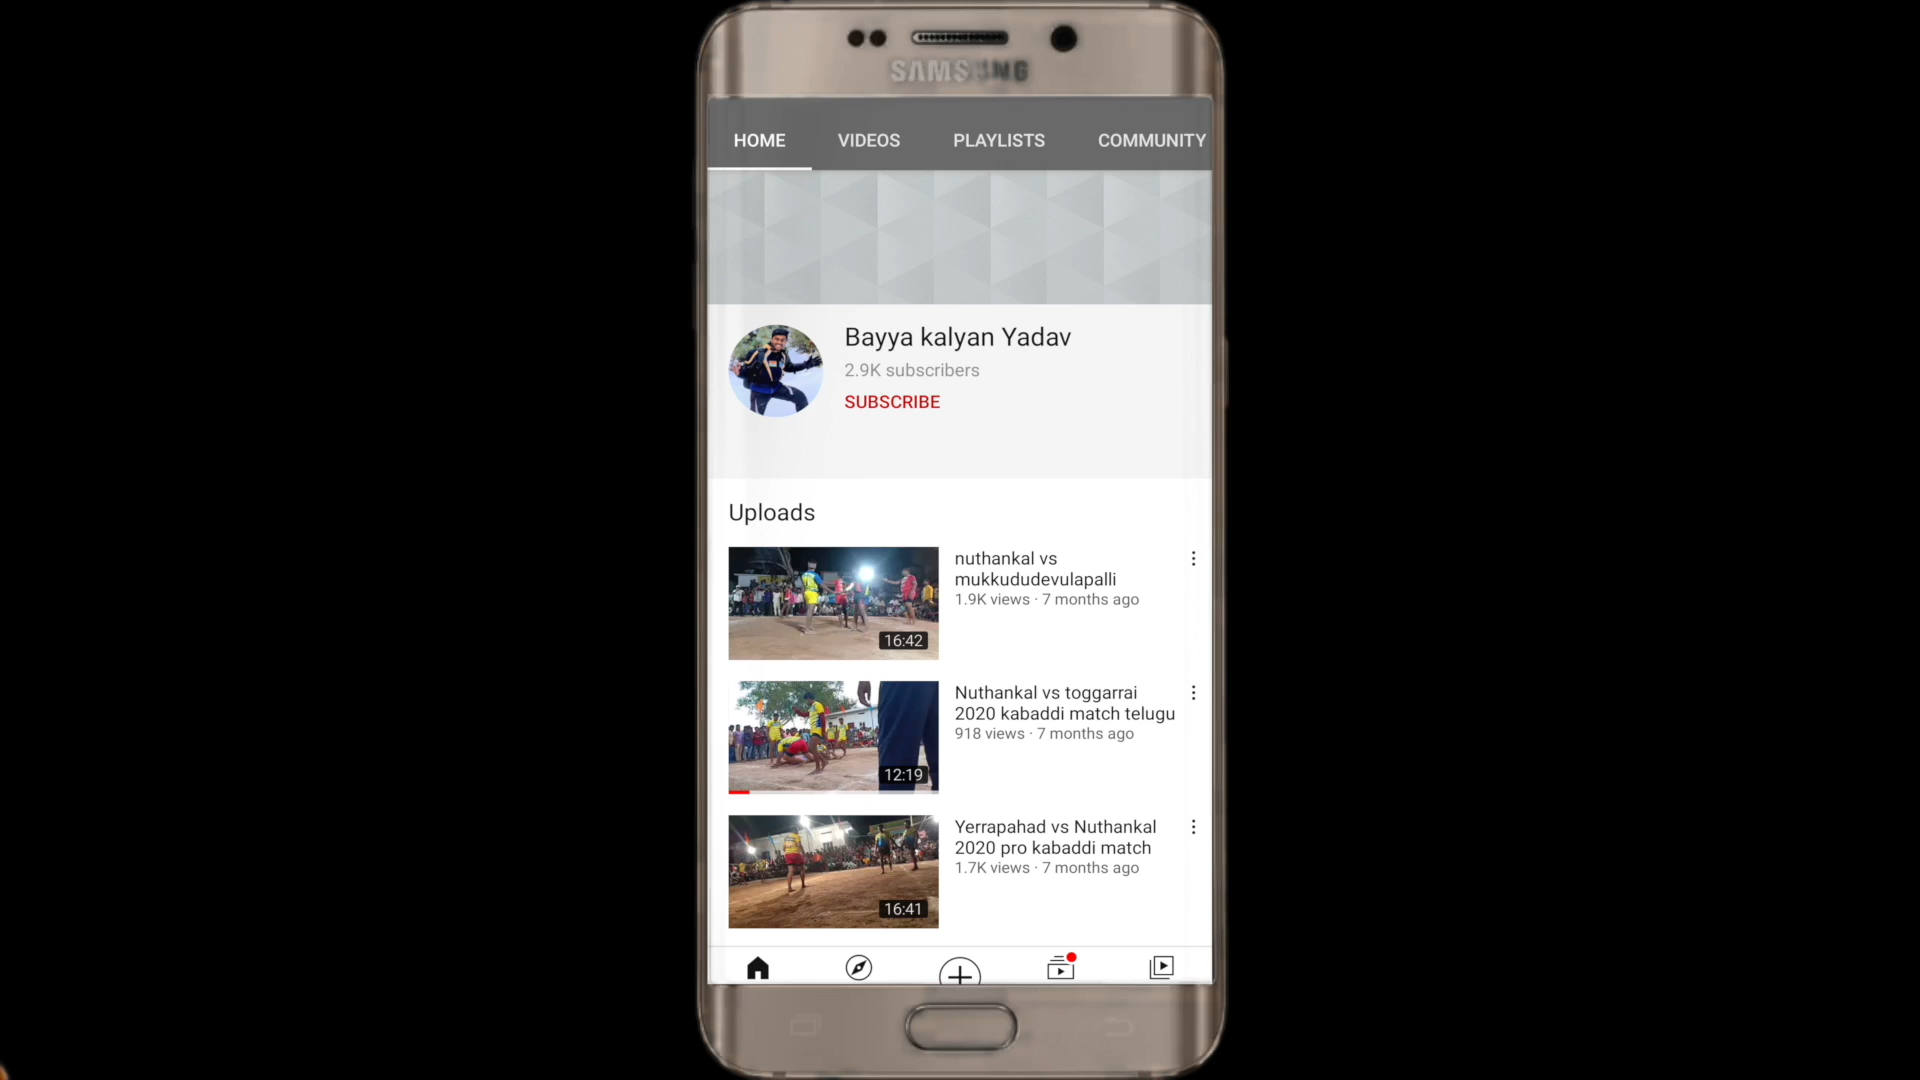 SAMSUNG
HOME VIDEOS PLAYLISTS COMMUNITY
Bayya kalyan Yadav
2.9K subscribers
SUBSCRIBE
Uploads
nuthankal vs
mukkududevulapalli
1.9K views · 7 months ago
16:42
Nuthankal vs toggarrai
2020 kabaddi match telugu
918 views · 7 months ago
12:19
Yerrapahad vs Nuthankal
2020 pro kabaddi match
1.7K views · 7 months ago
16:41